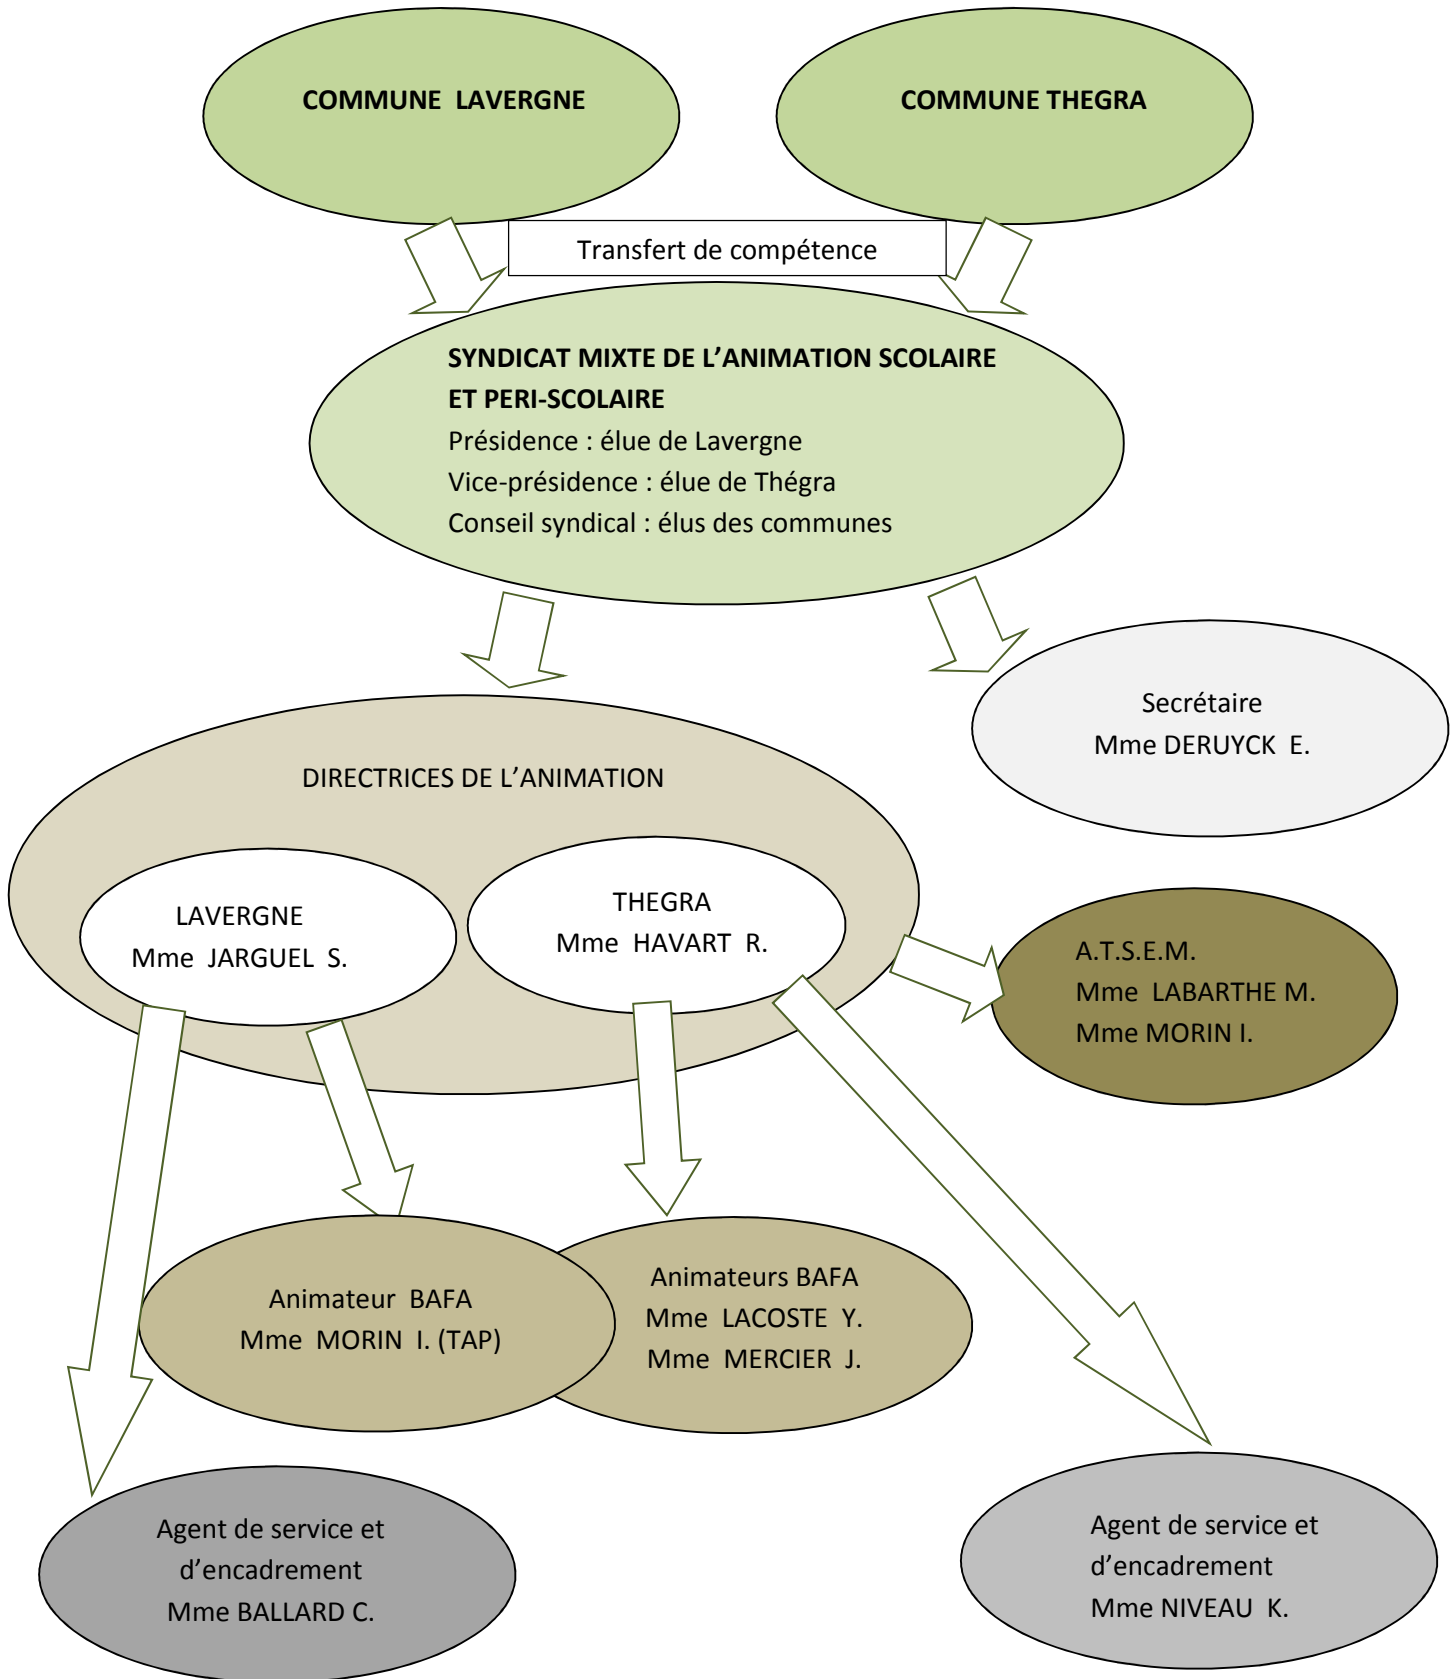 COMMUNE LAVERGNE
COMMUNE THEGRA
Transfert de compétence
SYNDICAT MIXTE DE L’ANIMATION SCOLAIRE
ET PERI-SCOLAIRE
Présidence : élue de Lavergne
Vice-présidence : élue de Thégra
Conseil syndical : élus des communes
Secrétaire
Mme DERUYCK E.
DIRECTRICES DE L’ANIMATION
LAVERGNE
Mme JARGUEL S.
THEGRA
Mme HAVART R.
A.T.S.E.M.
Mme LABARTHE M.
Mme MORIN I.
Animateur BAFA
Mme MORIN I. (TAP)
Animateurs BAFA
Mme LACOSTE Y.
Mme MERCIER J.
Agent de service et
d’encadrement
Mme BALLARD C.
Agent de service et
d’encadrement
Mme NIVEAU K.